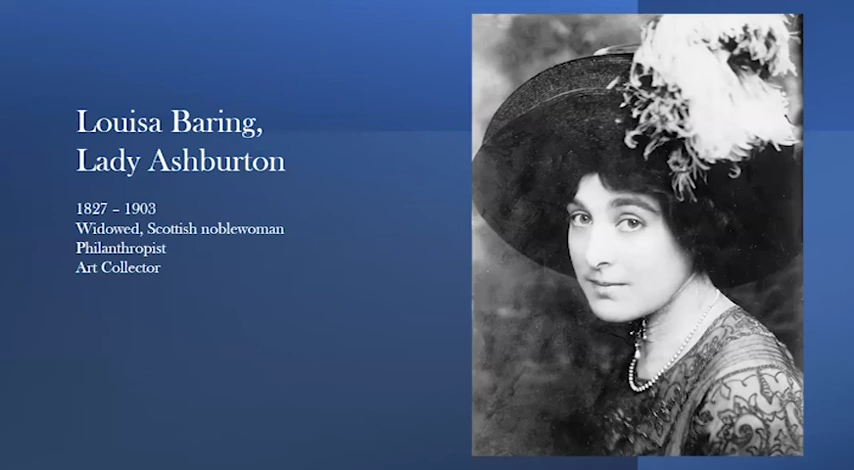 Louisa Baring,
Lady Ashburton
1827 – 1903
Widowed, Scottish noblewoman
Philanthropist
Art Collector